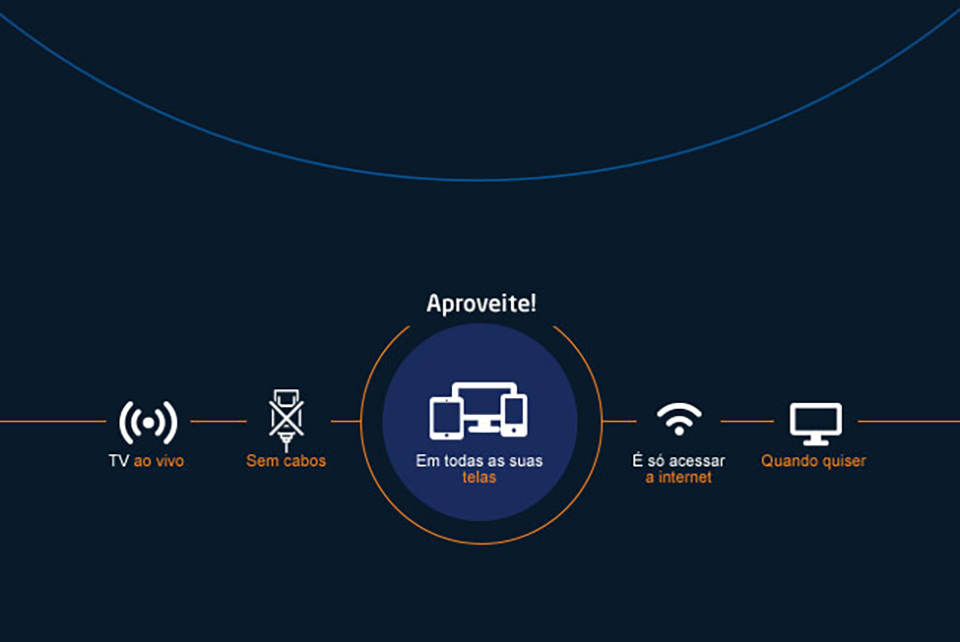 Aproveite!
TV ao vivo
Sem cabos
Em todas as suas
telas
É só acessar
a internet
Quando quiser